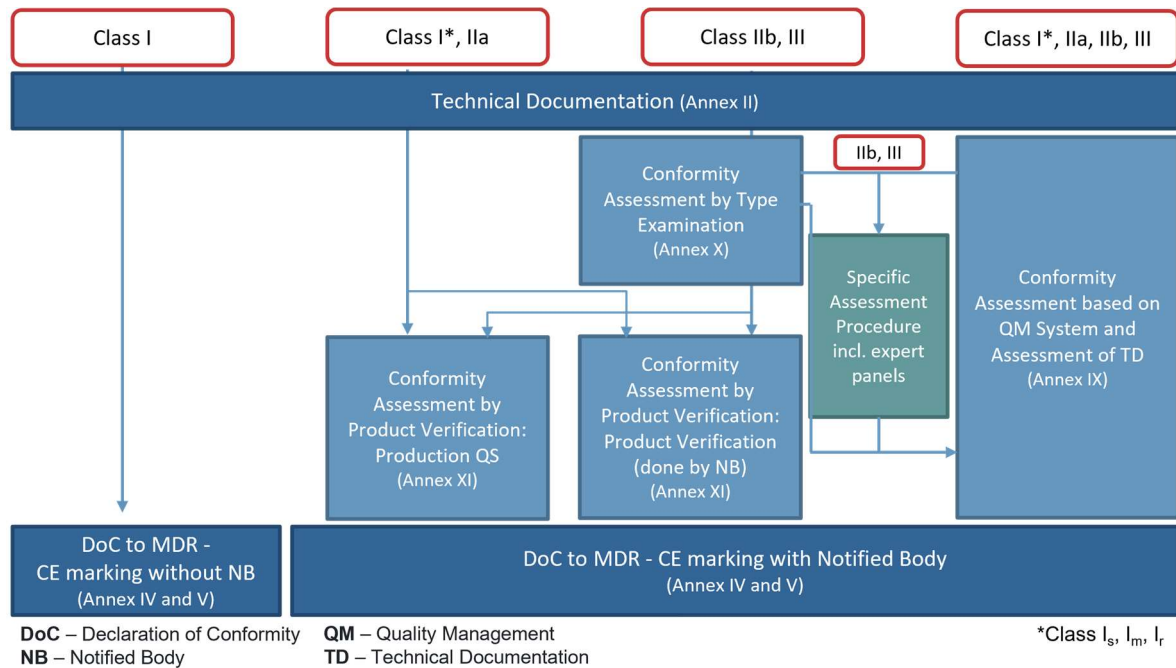 Class I
Class I*, IIa
Class IIb, III
Class I*, IIa, IIb, III
Technical Documentation (Annex II)
Conformity
Assessment by Type
Examination
(Annex X)
IIb, III
Specific
Assessment
Procedure
incl. expert
panels
Conformity
Assessment based on
QM System and
Assessment of TD
(Annex IX)
Conformity
Assessment by
Product Verification:
Production QS
(Annex XI)
Conformity
Assessment by
Product Verification:
Product Verification
(done by NB)
(Annex XI)
DoC to MDR -
CE marking without NB
(Annex IV and V)
DoC to MDR - CE marking with Notified Body
(Annex IV and V)
DoC – Declaration of Conformity
NB – Notified Body
QM – Quality Management
TD – Technical Documentation
*Class Is, Im, Ir